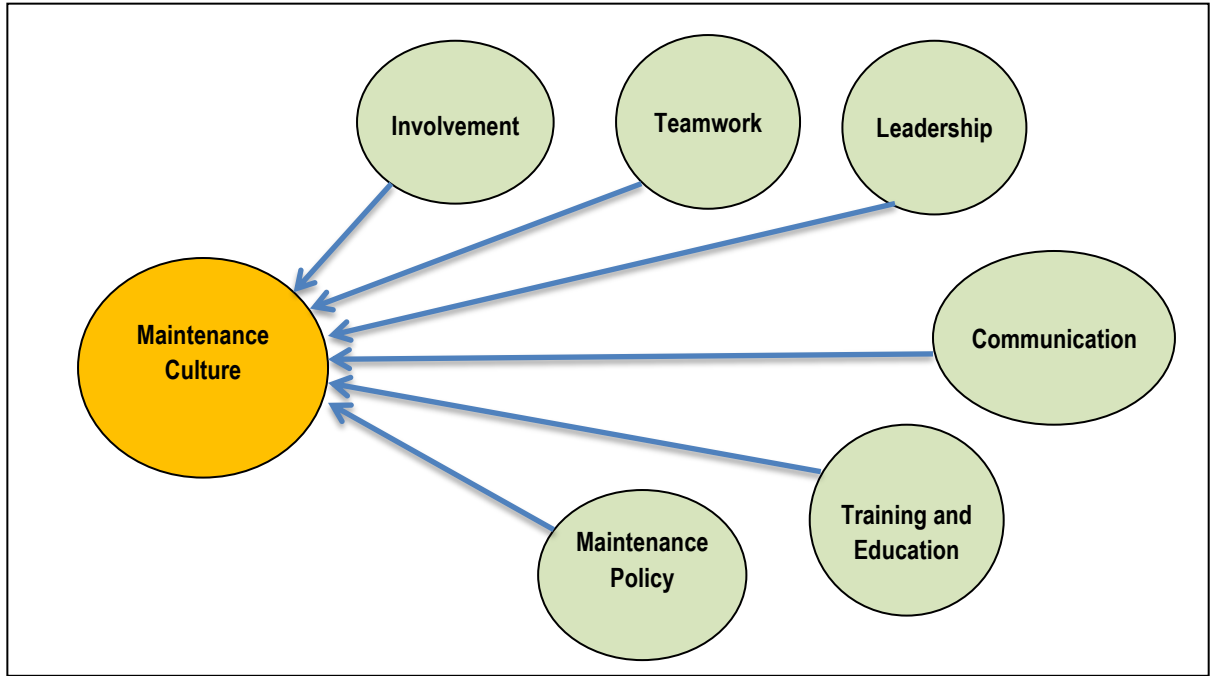 Involvement
Teamwork
Leadership
Maintenance
Culture
Communication
Training and
Education
Maintenance
Policy